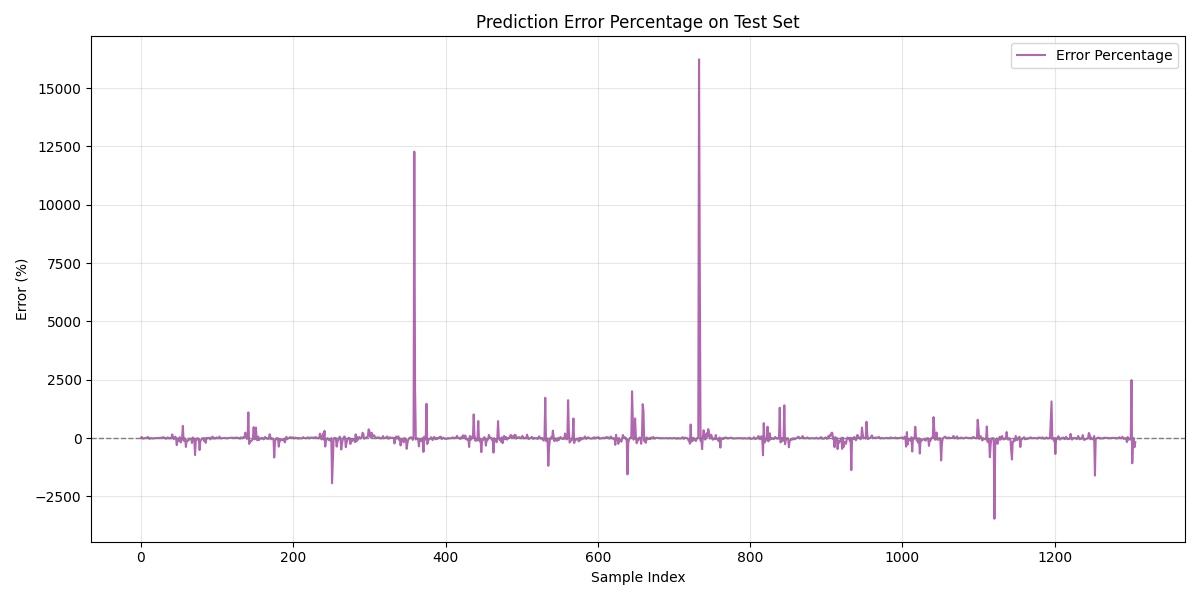 Prediction Error Percentage on Test Set
Error Percentage
Error (%)
15000
12500
10000
7500
5000
2500
0
−2500
0 200 400 600 800 1000 1200
Sample Index